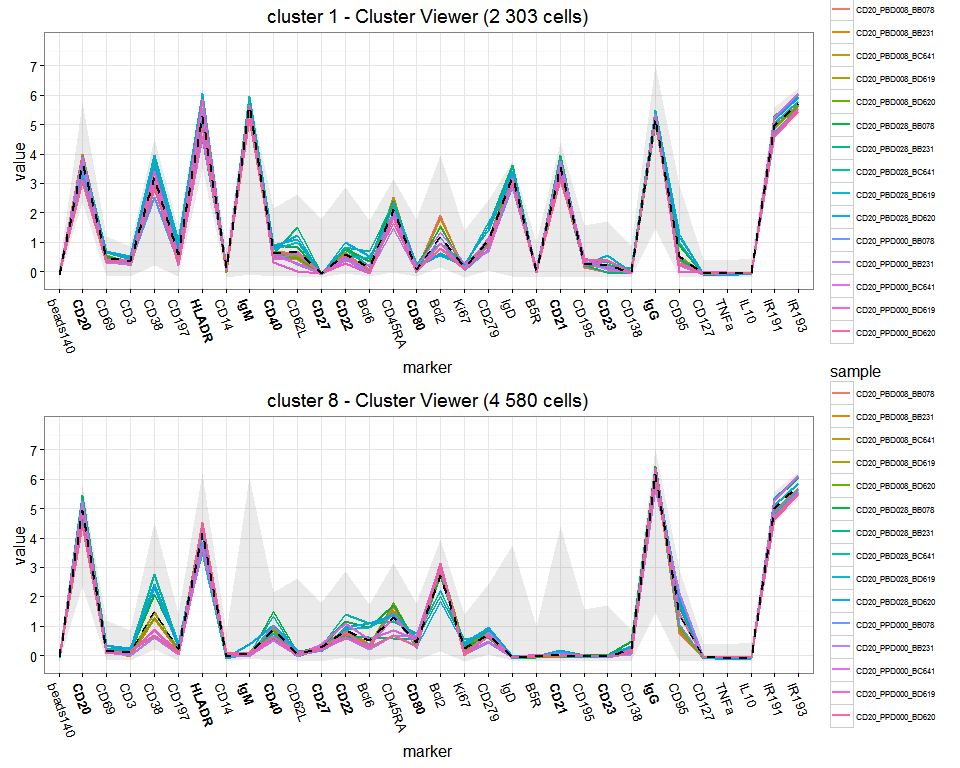 cluster 1 - Cluster Viewer (2 303 cells)
value
7
6
5
4
3
2
1
0
beads140
CD20
CD69
CD3
CD38
CD197
HLADR
CD14
IgM
CD40
CD62L
CD27
CD22
Bcl6
CD45RA
CD80
Bcl2
Ki67
CD279
IgD
B5R
CD21
CD195
CD23
CD138
IgG
CD95
CD127
TNFa
IL10
IR191
IR193
marker
CD20_PBD008_BB078
CD20_PBD008_BB231
CD20_PBD008_BC641
CD20_PBD008_BD619
CD20_PBD008_BD620
CD20_PBD028_BB078
CD20_PBD028_BB231
CD20_PBD028_BC641
CD20_PBD028_BD619
CD20_PBD028_BD620
CD20_PPD000_BB078
CD20_PPD000_BB231
CD20_PPD000_BC641
CD20_PPD000_BD619
CD20_PPD000_BD620
cluster 8 - Cluster Viewer (4 580 cells)
value
7
6
5
4
3
2
1
0
beads140
CD20
CD69
CD3
CD38
CD197
HLADR
CD14
IgM
CD40
CD62L
CD27
CD22
Bcl6
CD45RA
CD80
Bcl2
Ki67
CD279
IgD
B5R
CD21
CD195
CD23
CD138
IgG
CD95
CD127
TNFa
IL10
IR191
IR193
marker
sample
CD20_PBD008_BB078
CD20_PBD008_BB231
CD20_PBD008_BC641
CD20_PBD008_BD619
CD20_PBD008_BD620
CD20_PBD028_BB078
CD20_PBD028_BB231
CD20_PBD028_BC641
CD20_PBD028_BD619
CD20_PBD028_BD620
CD20_PPD000_BB078
CD20_PPD000_BB231
CD20_PPD000_BC641
CD20_PPD000_BD619
CD20_PPD000_BD620